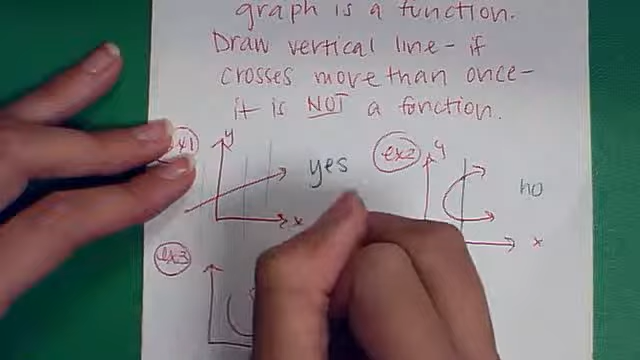 graph is a function.
Draw vertical line - if
crosses more than once -
it is NOT a function.
ex1 y yes x
ex2 y no x
ex3